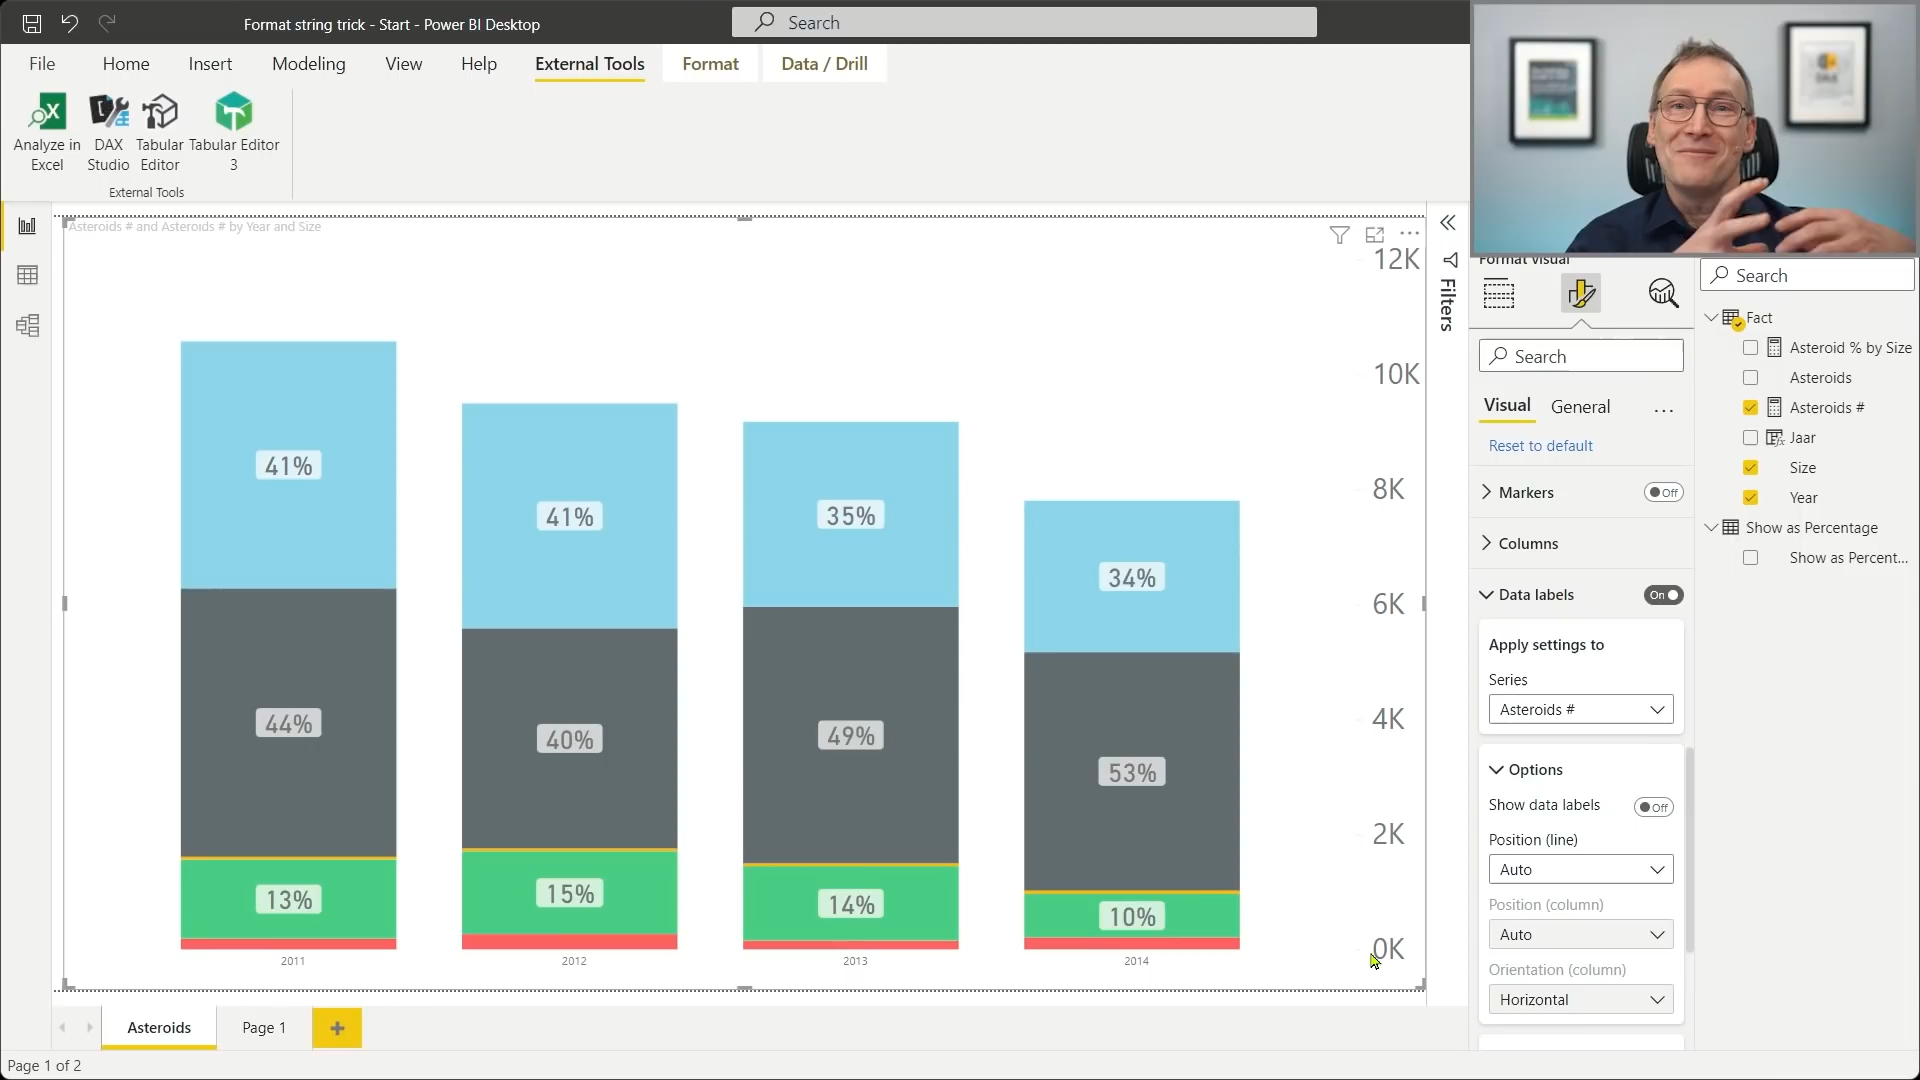 Format string trick - Start - Power BI Desktop
Search
File
Home
Insert
Modeling
View
Help
External Tools
Format
Data / Drill
Analyze in
Excel
DAX
Studio
Tabular
Editor
Tabular Editor
3
External Tools
Asteroids # and Asteroids # by Year and Size
12K
10K
8K
6K
4K
2K
0K
41%
44%
13%
41%
40%
15%
35%
49%
14%
34%
53%
10%
2011
2012
2013
2014
Filters
Format visual
Search
Visual
General
...
Reset to default
Markers
Off
Columns
Data labels
On
Apply settings to
Series
Asteroids #
Options
Show data labels
Off
Position (line)
Auto
Position (column)
Auto
Orientation (column)
Horizontal
Search
Fact
Asteroid % by Size
Asteroids
Asteroids #
Jaar
Size
Year
Show as Percentage
Show as Percent...
Asteroids
Page 1
+
Page 1 of 2